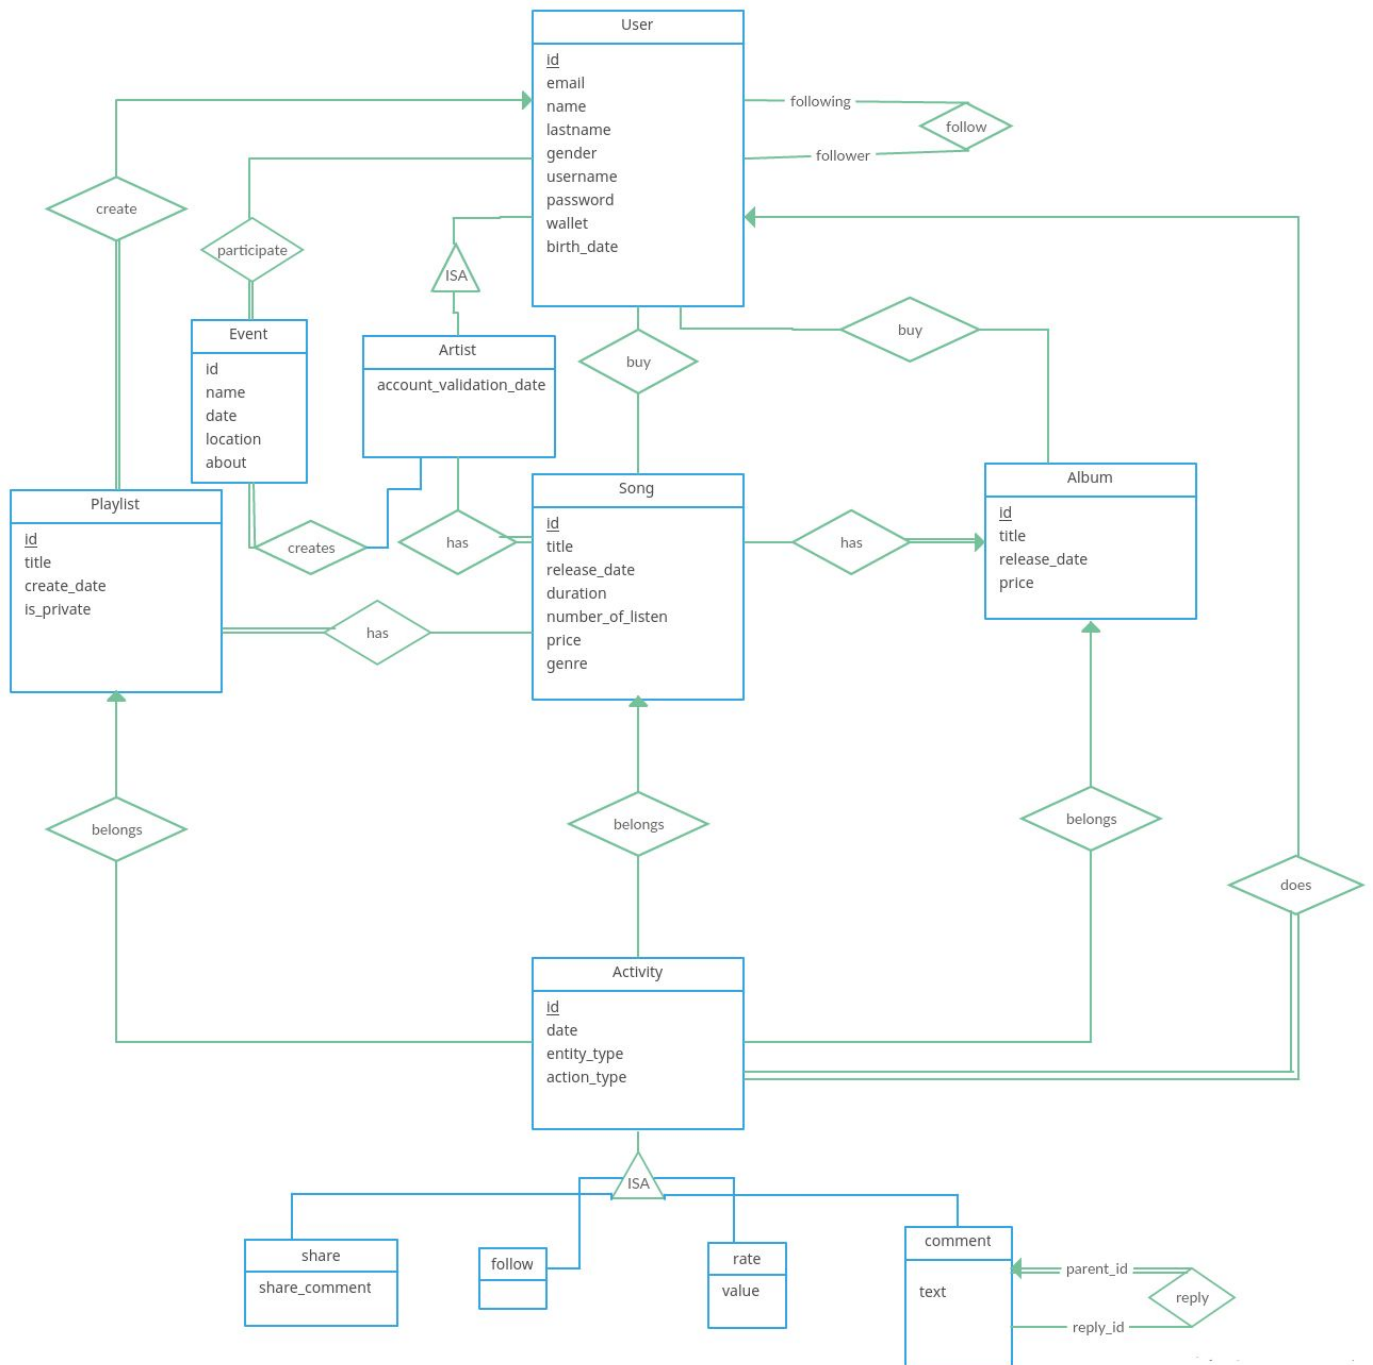 User
id
email
name
lastname
gender
username
password
wallet
birth_date
following
follow
follower
create
participate
ISA
Event
id
name
date
location
about
Artist
account_validation_date
buy
buy
Playlist
id
title
create_date
is_private
creates
has
Song
id
title
release_date
duration
number_of_listen
price
genre
has
Album
id
title
release_date
price
has
belongs
belongs
belongs
does
Activity
id
date
entity_type
action_type
ISA
share
share_comment
follow
rate
value
comment
text
parent_id
reply
reply_id